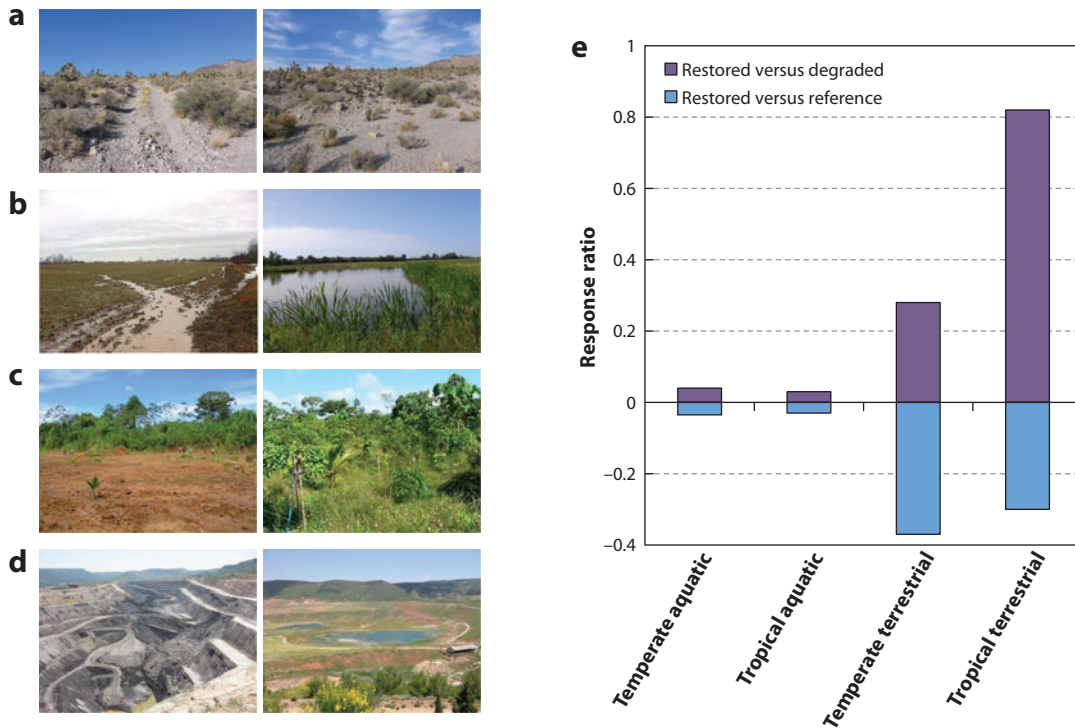 a
b
c
d
e
Response ratio
1
0.8
0.6
0.4
0.2
0
–0.2
–0.4
Restored versus degraded
Restored versus reference
Temperate aquatic
Tropical aquatic
Temperate terrestrial
Tropical terrestrial